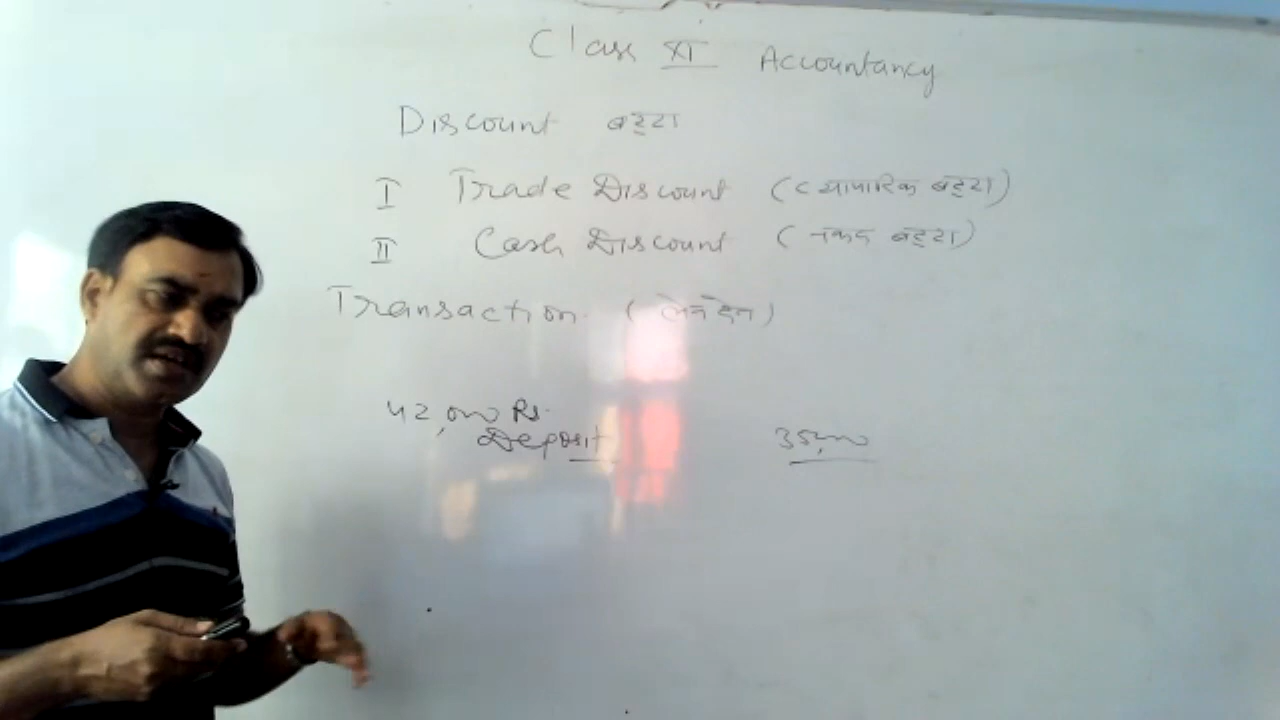 Class XI Accountancy
Discount बट्टा
I Trade Discount (व्यापारिक बट्टा)
II Cash Discount (नकद बट्टा)
Transaction (लेनदेन)
42,000 Rs.
Deposit 35,000